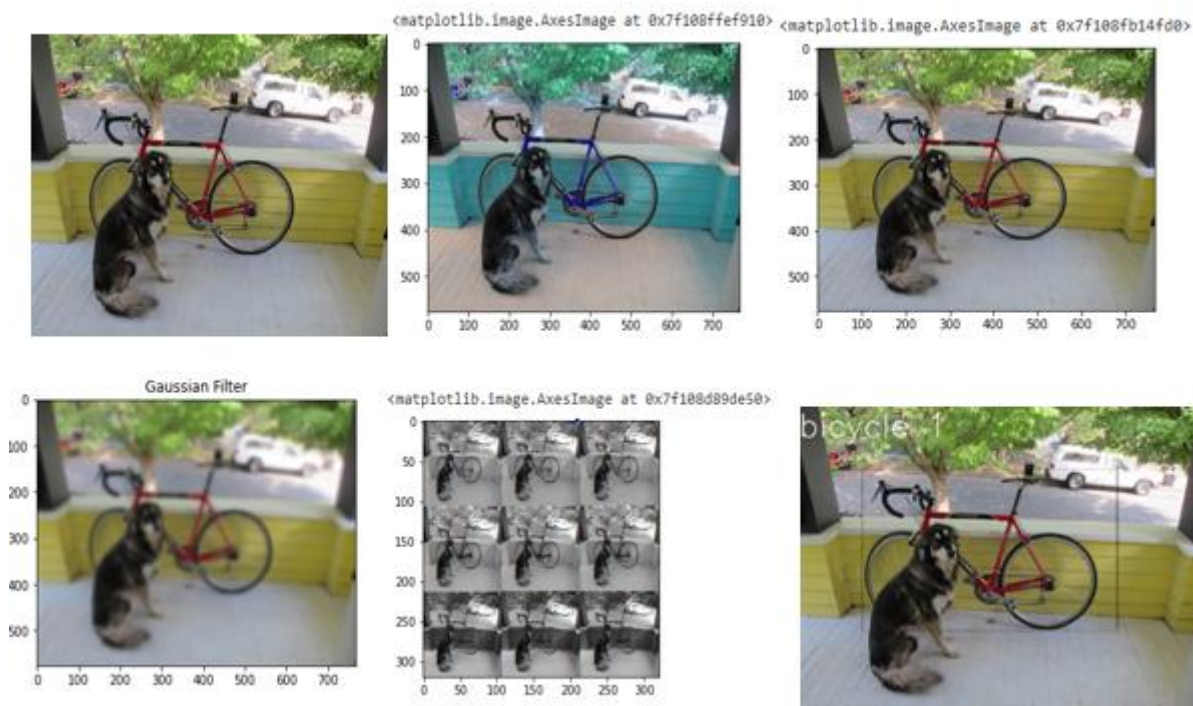 <matplotlib.image.AxesImage at 0x7f108ffef910>
0
100
200
300
400
500
0 100 200 300 400 500 600 700
<matplotlib.image.AxesImage at 0x7f108fb14fd0>
0
100
200
300
400
500
0 100 200 300 400 500 600 700
Gaussian Filter
0
100
200
300
400
500
0 100 200 300 400 500 600 700
<matplotlib.image.AxesImage at 0x7f108d89de50>
0
50
100
150
200
250
300
0 50 100 150 200 250 300
bicycle